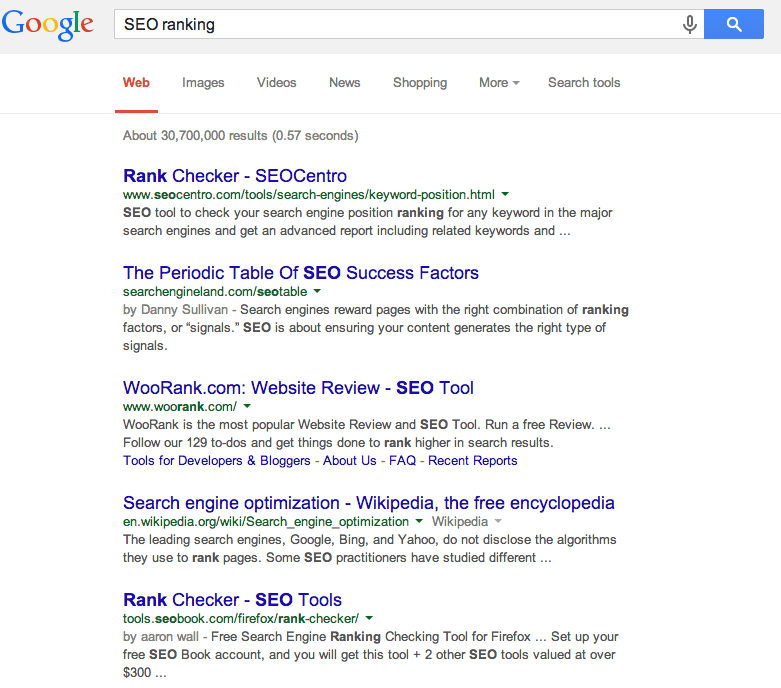 Google
SEO ranking
Web Images Videos News Shopping More Search tools
About 30,700,000 results (0.57 seconds)
Rank Checker - SEOCentro
www.seocentro.com/tools/search-engines/keyword-position.html
SEO tool to check your search engine position ranking for any keyword in the major
search engines and get an advanced report including related keywords and ...
The Periodic Table Of SEO Success Factors
searchengineland.com/seotable
by Danny Sullivan - Search engines reward pages with the right combination of ranking
factors, or “signals.” SEO is about ensuring your content generates the right type of
signals.
WooRank.com: Website Review - SEO Tool
www.woorank.com/
WooRank is the most popular Website Review and SEO Tool. Run a free Review. ...
Follow our 129 to-dos and get things done to rank higher in search results.
Tools for Developers & Bloggers - About Us - FAQ - Recent Reports
Search engine optimization - Wikipedia, the free encyclopedia
en.wikipedia.org/wiki/Search_engine_optimization Wikipedia
The leading search engines, Google, Bing, and Yahoo, do not disclose the algorithms
they use to rank pages. Some SEO practitioners have studied different ...
Rank Checker - SEO Tools
tools.seobook.com/firefox/rank-checker/
by aaron wall - Free Search Engine Ranking Checking Tool for Firefox ... Set up your
free SEO Book account, and you will get this tool + 2 other SEO tools valued at over
$300 ...